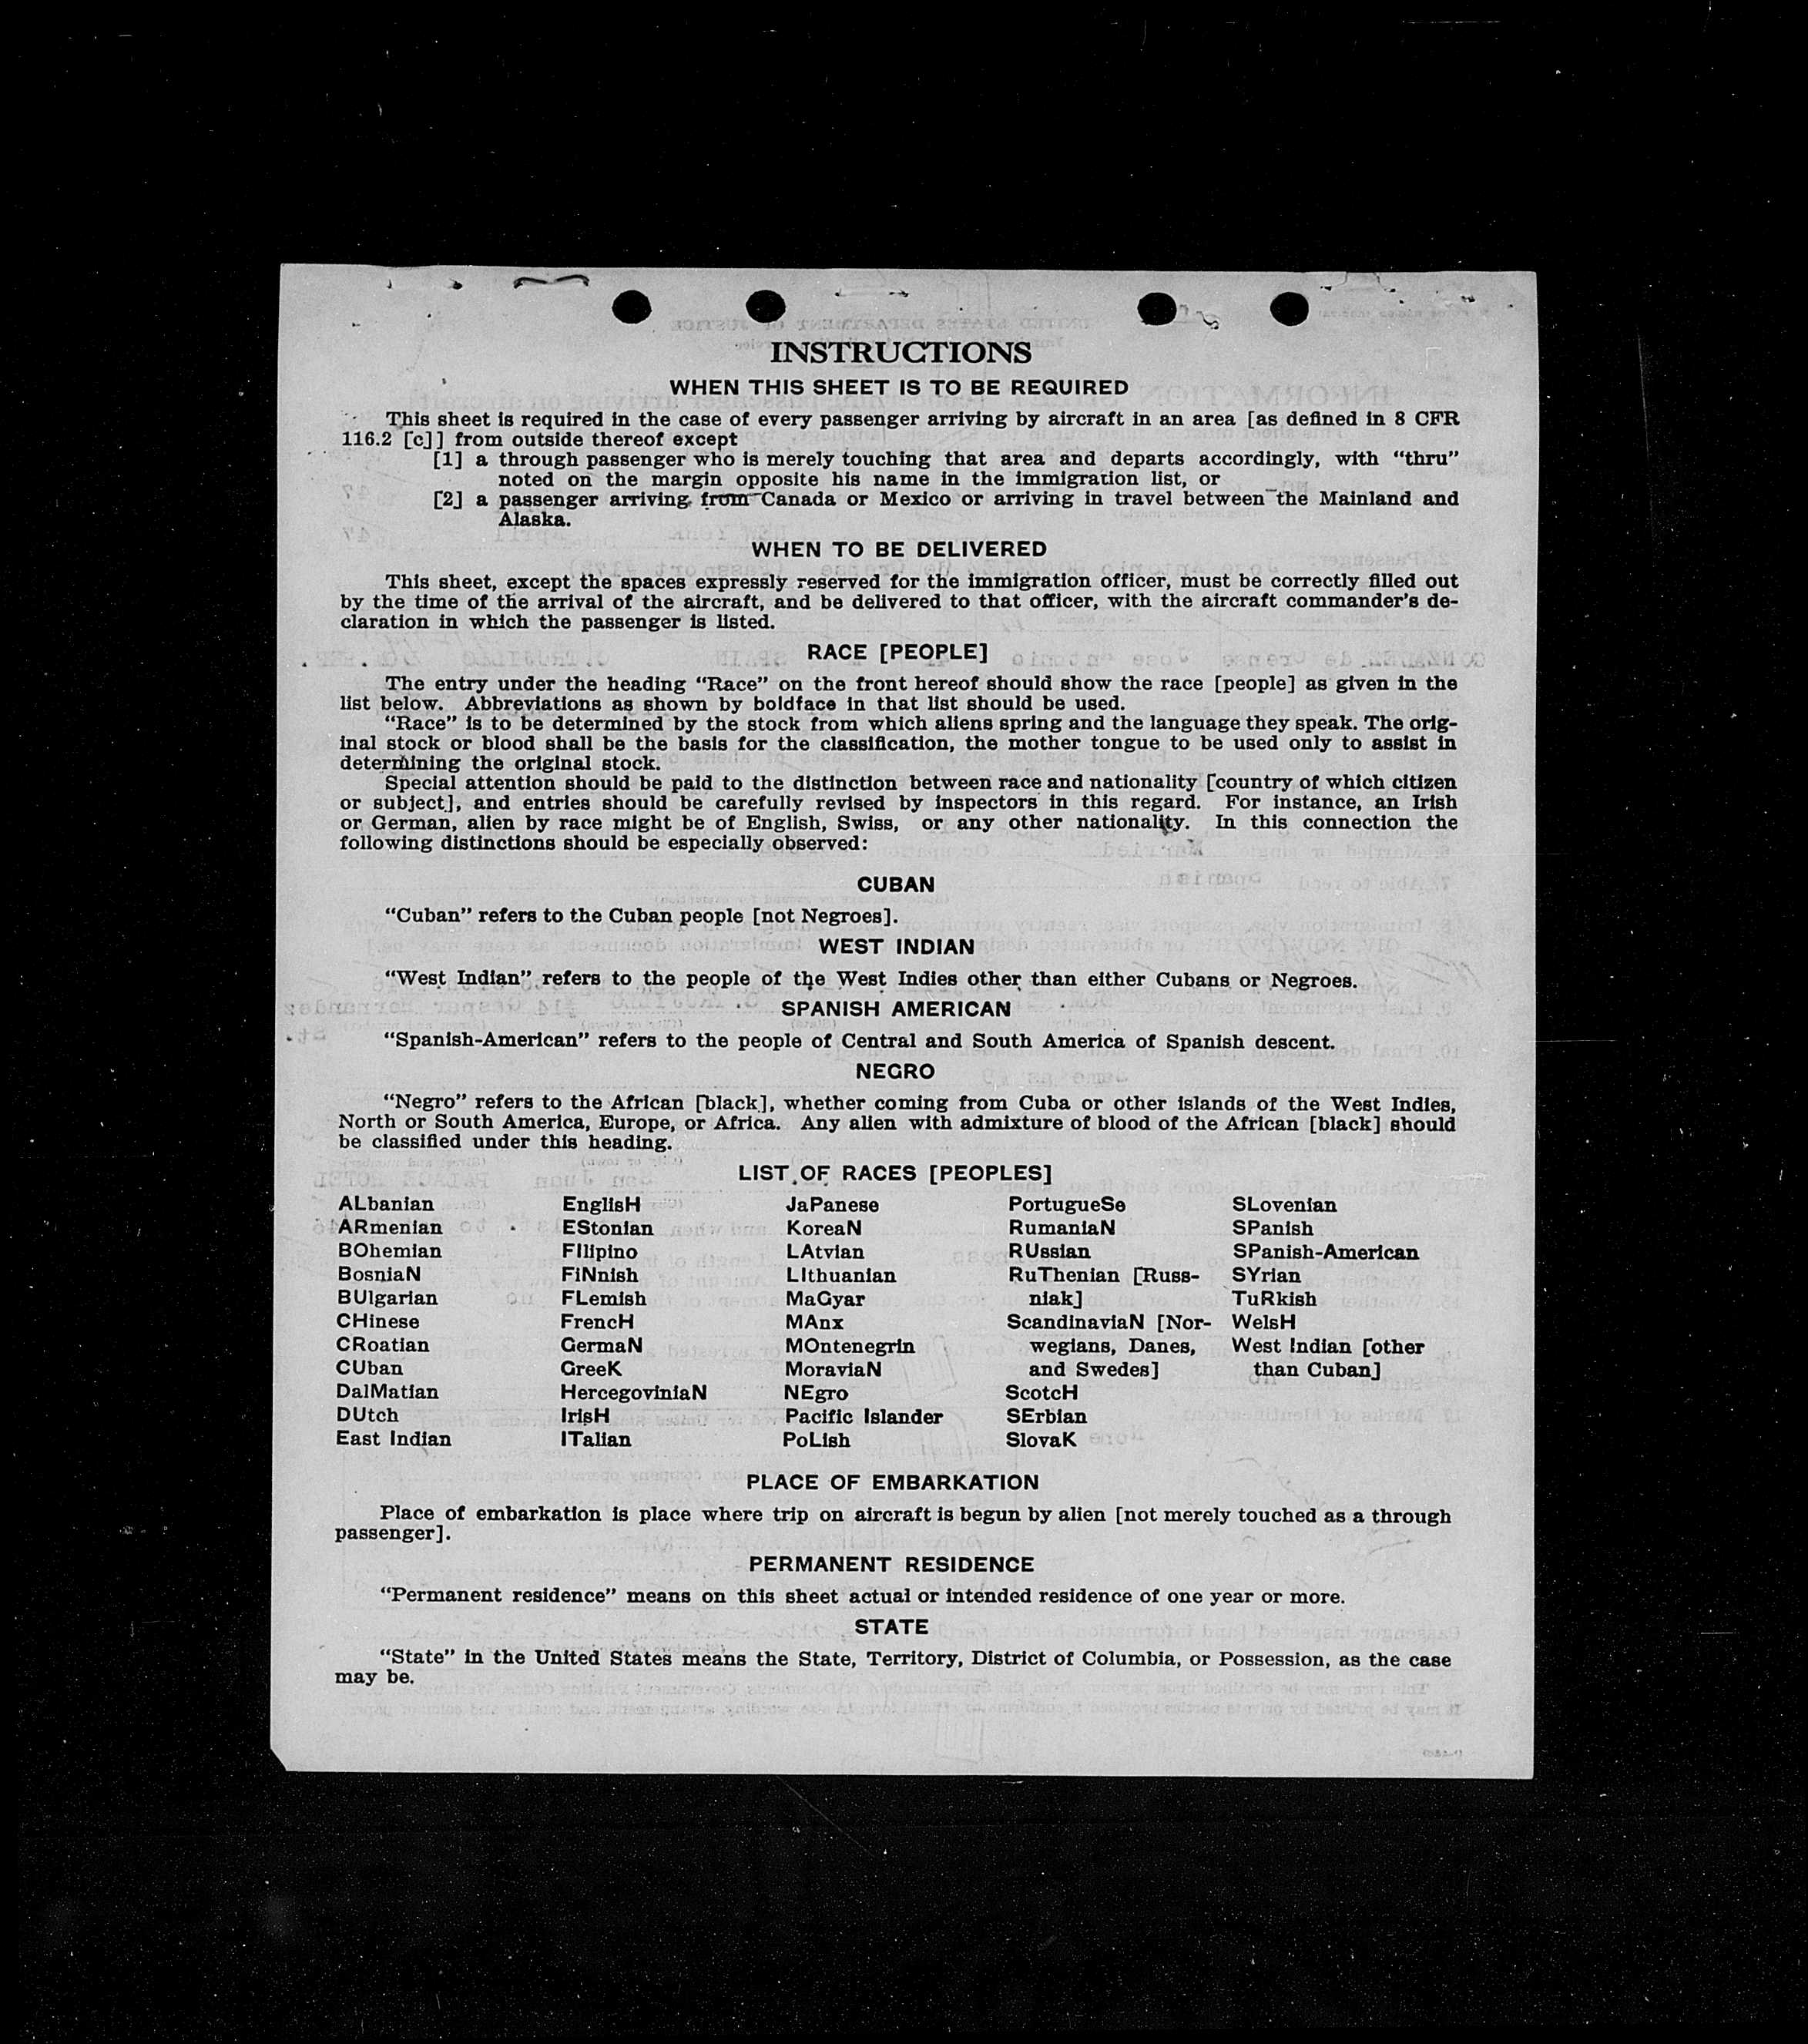 INSTRUCTIONS
WHEN THIS SHEET IS TO BE REQUIRED
This sheet is required in the case of every passenger arriving by aircraft in an area [as defined in 8 CFR
116.2 [c]] from outside thereof except
[1] a through passenger who is merely touching that area and departs accordingly, with “thru”
noted on the margin opposite his name in the immigration list, or
[2] a passenger arriving from Canada or Mexico or arriving in travel between the Mainland and
Alaska.
WHEN TO BE DELIVERED
This sheet, except the spaces expressly reserved for the immigration officer, must be correctly filled out
by the time of the arrival of the aircraft, and be delivered to that officer, with the aircraft commander’s de-
claration in which the passenger is listed.
RACE [PEOPLE]
The entry under the heading “Race” on the front hereof should show the race [people] as given in the
list below. Abbreviations as shown by boldface in that list should be used.
“Race” is to be determined by the stock from which aliens spring and the language they speak. The orig-
inal stock or blood shall be the basis for the classification, the mother tongue to be used only to assist in
determining the original stock.
Special attention should be paid to the distinction between race and nationality [country of which citizen
or subject], and entries should be carefully revised by inspectors in this regard. For instance, an Irish
or German, alien by race might be of English, Swiss, or any other nationality. In this connection the
following distinctions should be especially observed:
CUBAN
“Cuban” refers to the Cuban people [not Negroes].
WEST INDIAN
“West Indian” refers to the people of the West Indies other than either Cubans or Negroes.
SPANISH AMERICAN
“Spanish-American” refers to the people of Central and South America of Spanish descent.
NEGRO
“Negro” refers to the African [black], whether coming from Cuba or other islands of the West Indies,
North or South America, Europe, or Africa. Any alien with admixture of blood of the African [black] should
be classified under this heading.
LIST OF RACES [PEOPLES]
ALbanian
ARmenian
BOhemian
BosniaN
BUlgarian
CHinese
CRoatian
CUban
DalMatian
DUtch
East Indian
EnglisH
EStonian
FIlipino
FiNnish
FLemish
FrencH
GermaN
GreeK
HercegoviniaN
IrisH
ITalian
JaPanese
KoreaN
LAtvian
LIthuanian
MaGyar
MAnx
MOntenegrin
MoraviaN
NEgro
Pacific Islander
PoLish
PortugueSe
RumaniaN
RUssian
RuThenian [Russ-
niak]
ScandinaviaN [Nor-
wegians, Danes,
and Swedes]
ScotcH
SErbian
SlovaK
SLovenian
SPanish
SPanish-American
SYrian
TuRkish
WelsH
West Indian [other
than Cuban]
PLACE OF EMBARKATION
Place of embarkation is place where trip on aircraft is begun by alien [not merely touched as a through
passenger].
PERMANENT RESIDENCE
“Permanent residence” means on this sheet actual or intended residence of one year or more.
STATE
“State” in the United States means the State, Territory, District of Columbia, or Possession, as the case
may be.